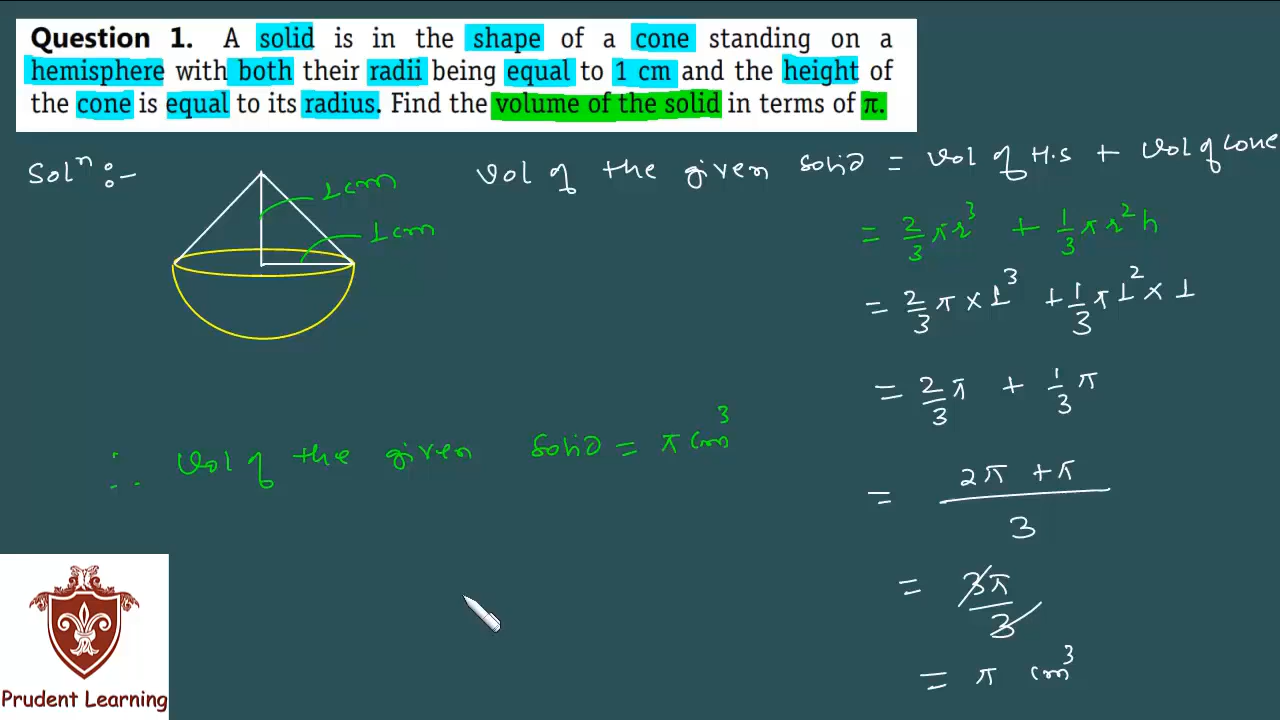 Question 1. A solid is in the shape of a cone standing on a
hemisphere with both their radii being equal to 1 cm and the height of
the cone is equal to its radius. Find the volume of the solid in terms of π.
Solⁿ :-
1 cm
1 cm
Vol of the given solid = Vol of H.S + Vol of Cone
= 2/3 πr³ + 1/3 πr²h
= 2/3 π × 1³ + 1/3 π 1² × 1
= 2/3 π + 1/3 π
= 2π + π / 3
= 3π / 3
= π cm³
∴ Vol of the given solid = π cm³
Prudent Learning